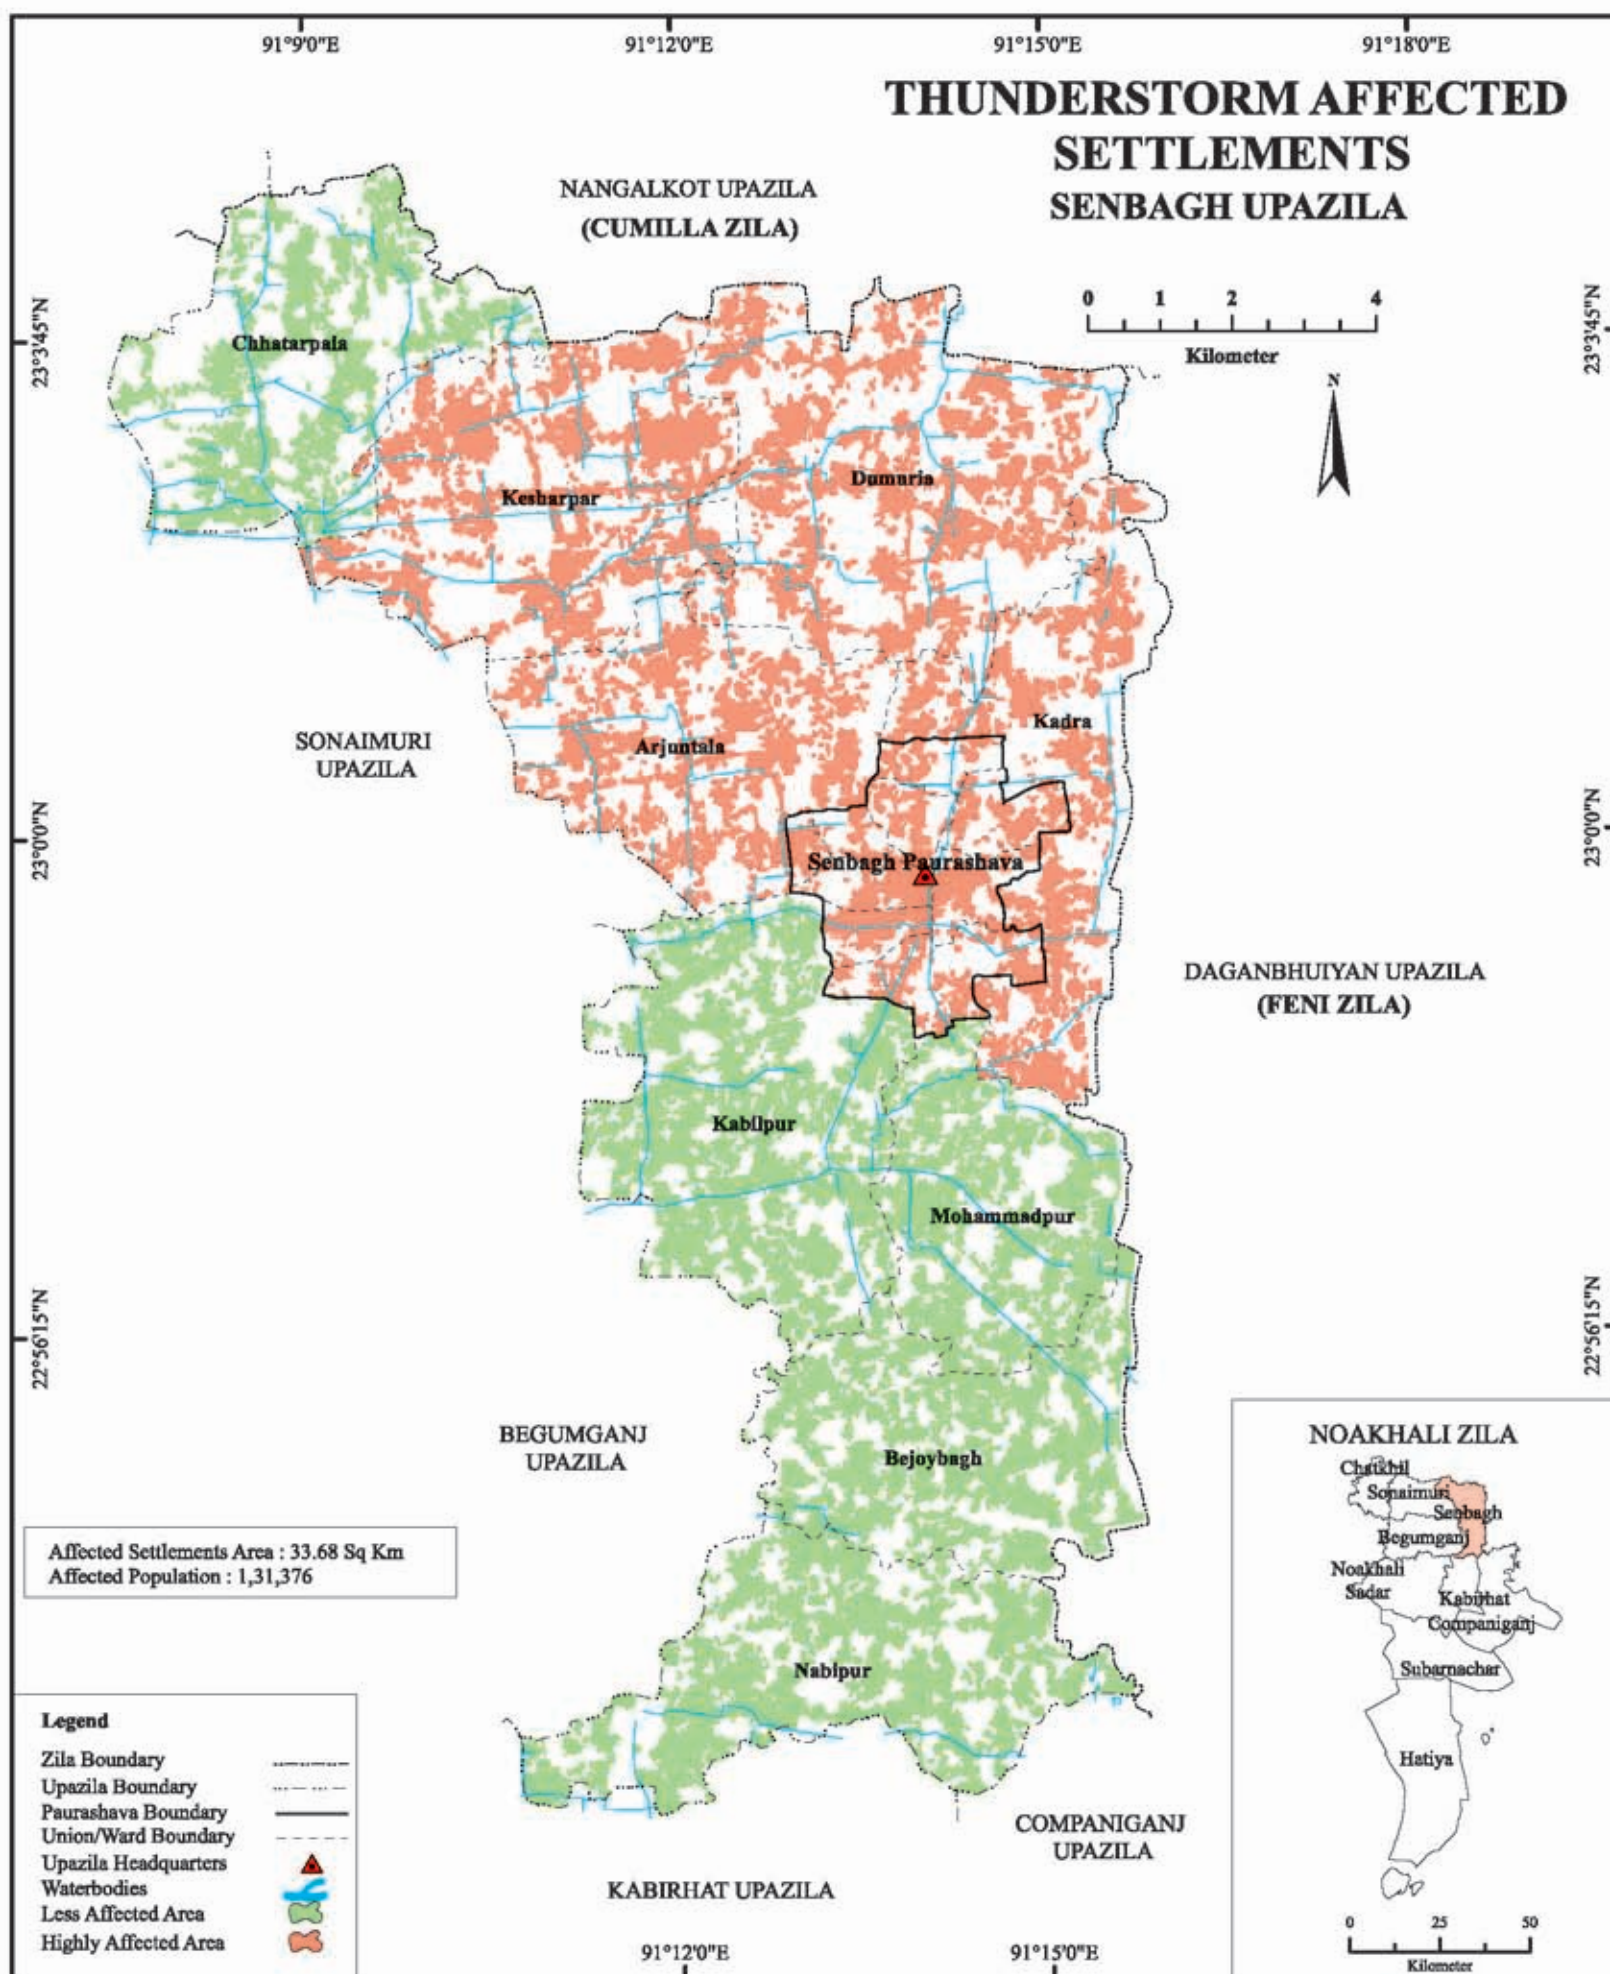 91°9'0"E
91°12'0"E
91°15'0"E
91°18'0"E
THUNDERSTORM AFFECTED
SETTLEMENTS
SENBAGH UPAZILA
NANGALKOT UPAZILA
(CUMILLA ZILA)
0
1
2
4
Kilometer
N
23°3'45"N
23°3'45"N
Chhatarpaia
Kesharpar
Dumuria
Kadra
SONAIMURI
UPAZILA
Arjuntala
23°0'0"N
23°0'0"N
Senbagh Paurashava
DAGANBHUIYAN UPAZILA
(FENI ZILA)
Kabilpur
Mohammadpur
22°56'15"N
22°56'15"N
BEGUMGANJ
UPAZILA
Bejoybagh
Nabipur
Affected Settlements Area : 33.68 Sq Km
Affected Population : 1,31,376
COMPANIGANJ
UPAZILA
KABIRHAT UPAZILA
91°12'0"E
91°15'0"E
Legend
Zila Boundary
Upazila Boundary
Paurashava Boundary
Union/Ward Boundary
Upazila Headquarters
Waterbodies
Less Affected Area
Highly Affected Area
NOAKHALI ZILA
Chatkhil
Sonaimuri
Senbagh
Begumganj
Noakhali
Sadar
Kabirhat
Companiganj
Subarnachar
Hatiya
0
25
50
Kilometer